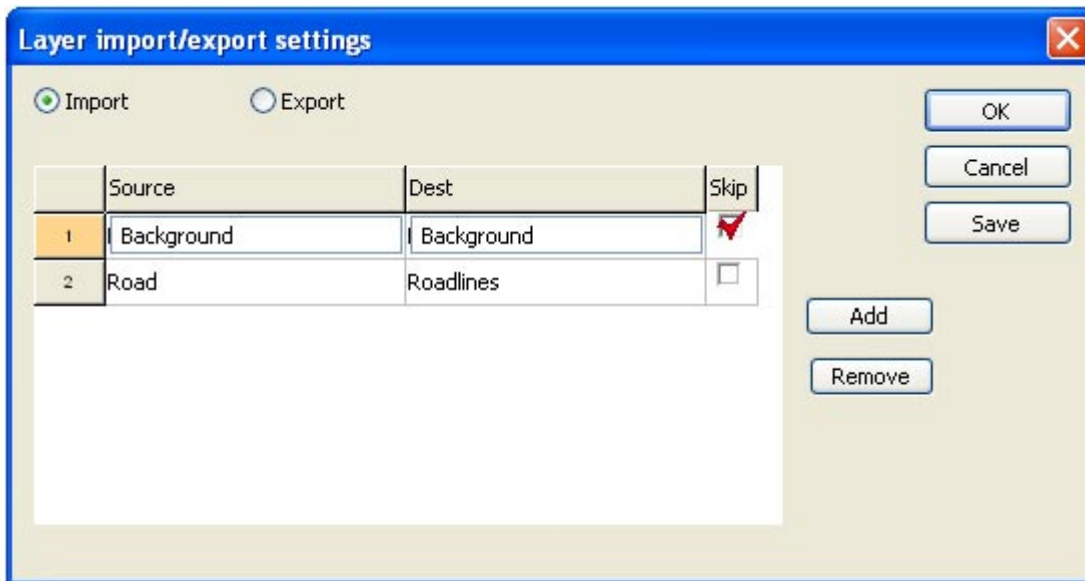 Layer import/export settings
Import Export
OK
Cancel
Save
Source Dest Skip
1 Background Background
2 Road Roadlines
Add
Remove